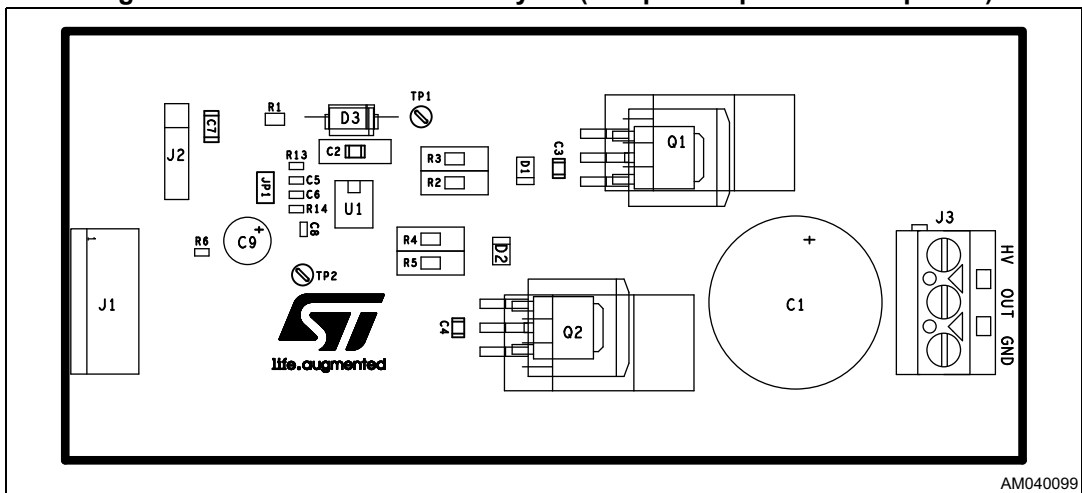 TP1
R1
D3
C7
J2
C2
R13
JP1
C5
C6
R14
U1
C8
R3
R2
D1
C3
Q1
R6
C9
+
R4
R5
D2
TP2
J1
1
ST
life.augmented
C4
Q2
+
C1
J3
HV
OUT
GND
AM040099